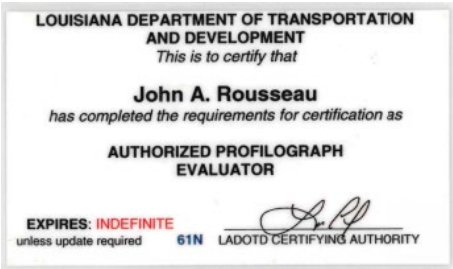 LOUISIANA DEPARTMENT OF TRANSPORTATION
AND DEVELOPMENT
This is to certify that
John A. Rousseau
has completed the requirements for certification as
AUTHORIZED PROFILOGRAPH
EVALUATOR
EXPIRES: INDEFINITE
unless update required 61N LADOTD CERTIFYING AUTHORITY